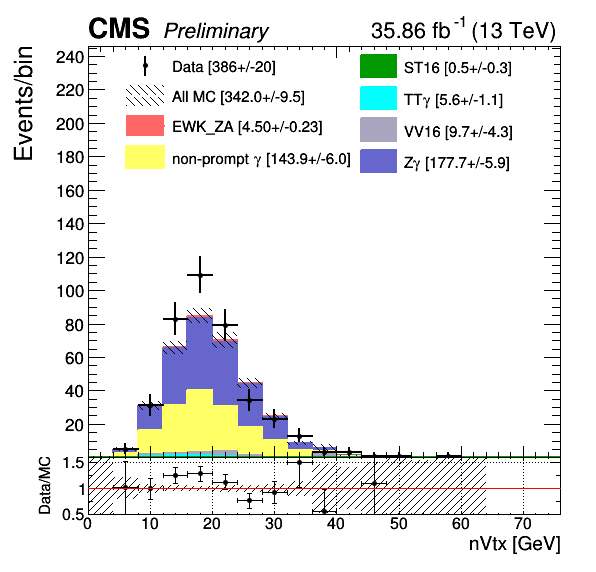 CMS Preliminary 35.86 fb⁻¹ (13 TeV)
Events/bin
240
220
200
180
160
140
120
100
80
60
40
20
Data [386+/-20]
All MC [342.0+/-9.5]
EWK_ZA [4.50+/-0.23]
non-prompt γ [143.9+/-6.0]
ST16 [0.5+/-0.3]
TTγ [5.6+/-1.1]
VV16 [9.7+/-4.3]
Zγ [177.7+/-5.9]
Data/MC
1.5
1
0.5
0 10 20 30 40 50 60 70
nVtx [GeV]